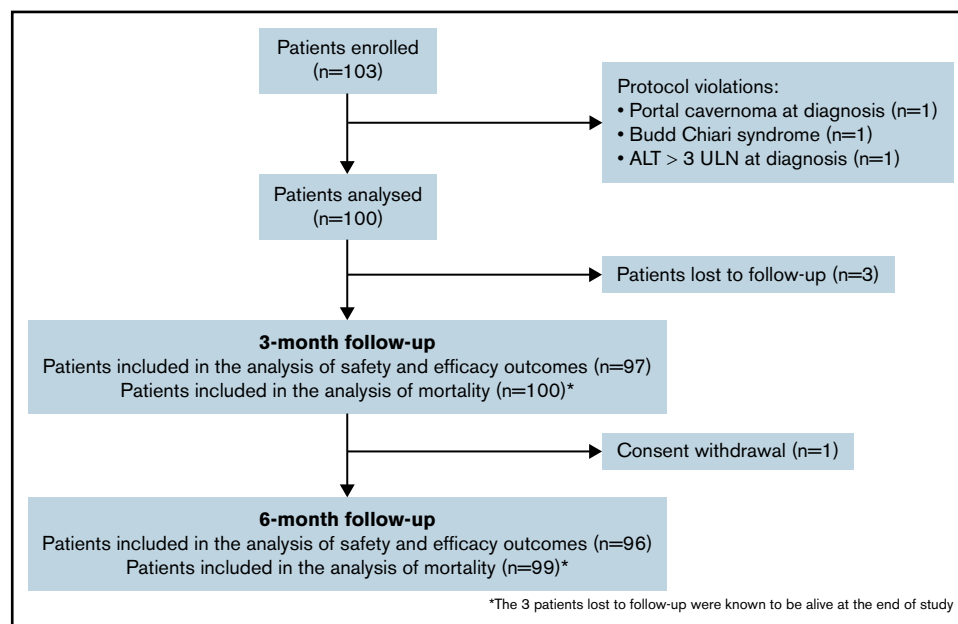 Patients enrolled
(n=103)
Protocol violations:
• Portal cavernoma at diagnosis (n=1)
• Budd Chiari syndrome (n=1)
• ALT > 3 ULN at diagnosis (n=1)
Patients analysed
(n=100)
Patients lost to follow-up (n=3)
3-month follow-up
Patients included in the analysis of safety and efficacy outcomes (n=97)
Patients included in the analysis of mortality (n=100)*
Consent withdrawal (n=1)
6-month follow-up
Patients included in the analysis of safety and efficacy outcomes (n=96)
Patients included in the analysis of mortality (n=99)*
*The 3 patients lost to follow-up were known to be alive at the end of study